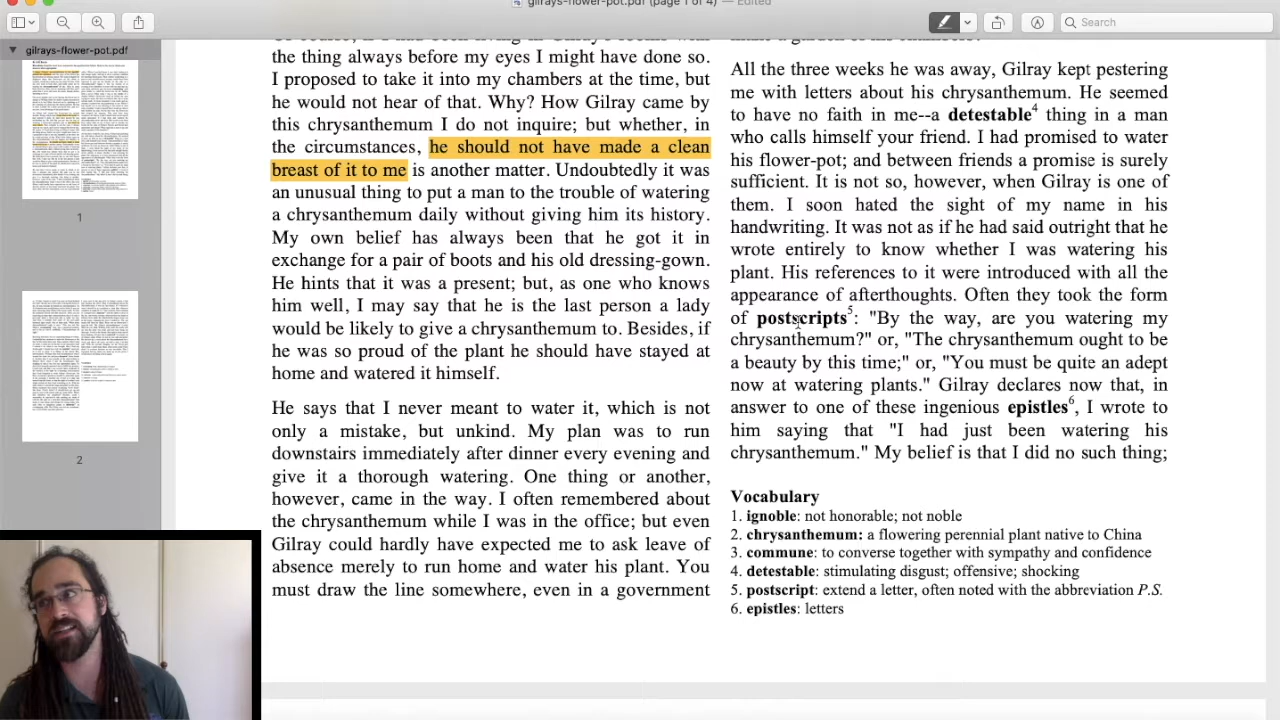 gilrays-flower-pot.pdf (page 1 of 4) — Edited
Search
gilrays-flower-pot.pdf
1
2
the thing always before my eyes I might have done so.
I proposed to take it into my chambers at the time, but
he would not hear of that. Why how Gilray came by
his chrysanthemum I do not inquire; but whether, in
the circumstances, he should not have made a clean
breast of it to me is another matter. Undoubtedly it was
an unusual thing to put a man to the trouble of watering
a chrysanthemum daily without giving him its history.
My own belief has always been that he got it in
exchange for a pair of boots and his old dressing-gown.
He hints that it was a present; but, as one who knows
him well, I may say that he is the last person a lady
would be likely to give a chrysanthemum to. Besides, if
he was so proud of the plant he should have stayed at
home and watered it himself.
He says that I never meant to water it, which is not
only a mistake, but unkind. My plan was to run
downstairs immediately after dinner every evening and
give it a thorough watering. One thing or another,
however, came in the way. I often remembered about
the chrysanthemum while I was in the office; but even
Gilray could hardly have expected me to ask leave of
absence merely to run home and water his plant. You
must draw the line somewhere, even in a government
All the three weeks he was away, Gilray kept pestering
me with letters about his chrysanthemum. He seemed
to have no faith in me--a detestable4 thing in a man
who calls himself your friend. I had promised to water
his flower-pot; and between friends a promise is surely
sufficient. It is not so, however, when Gilray is one of
them. I soon hated the sight of my name in his
handwriting. It was not as if he had said outright that he
wrote entirely to know whether I was watering his
plant. His references to it were introduced with all the
appearance of afterthoughts. Often they took the form
of postscripts5: "By the way, are you watering my
chrysanthemum?" or, "The chrysanthemum ought to be
a beauty by this time;" or, "You must be quite an adept
now at watering plants." Gilray declares now that, in
answer to one of these ingenious epistles6, I wrote to
him saying that "I had just been watering his
chrysanthemum." My belief is that I did no such thing;
Vocabulary
1. ignoble: not honorable; not noble
2. chrysanthemum: a flowering perennial plant native to China
3. commune: to converse together with sympathy and confidence
4. detestable: stimulating disgust; offensive; shocking
5. postscript: extend a letter, often noted with the abbreviation P.S.
6. epistles: letters